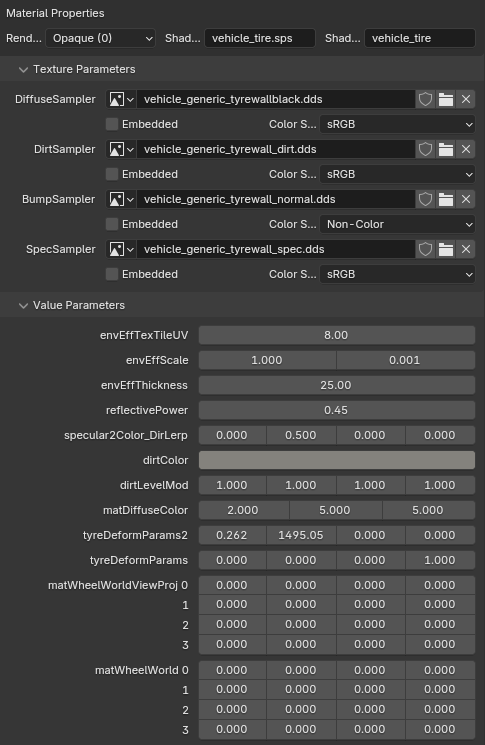 Material Properties
Rend... Opaque (0) Shad... vehicle_tire.sps Shad... vehicle_tire
Texture Parameters
DiffuseSampler vehicle_generic_tyrewallblack.dds
Embedded Color S... sRGB
DirtSampler vehicle_generic_tyrewall_dirt.dds
Embedded Color S... sRGB
BumpSampler vehicle_generic_tyrewall_normal.dds
Embedded Color S... Non-Color
SpecSampler vehicle_generic_tyrewall_spec.dds
Embedded Color S... sRGB
Value Parameters
envEffTexTileUV 8.00
envEffScale 1.000 0.001
envEffThickness 25.00
reflectivePower 0.45
specular2Color_DirLerp 0.000 0.500 0.000 0.000
dirtColor
dirtLevelMod 1.000 1.000 1.000 1.000
matDiffuseColor 2.000 5.000 5.000
tyreDeformParams2 0.262 1495.05 0.000 0.000
tyreDeformParams 0.000 0.000 0.000 1.000
matWheelWorldViewProj 0 0.000 0.000 0.000 0.000
1 0.000 0.000 0.000 0.000
2 0.000 0.000 0.000 0.000
3 0.000 0.000 0.000 0.000
matWheelWorld 0 0.000 0.000 0.000 0.000
1 0.000 0.000 0.000 0.000
2 0.000 0.000 0.000 0.000
3 0.000 0.000 0.000 0.000